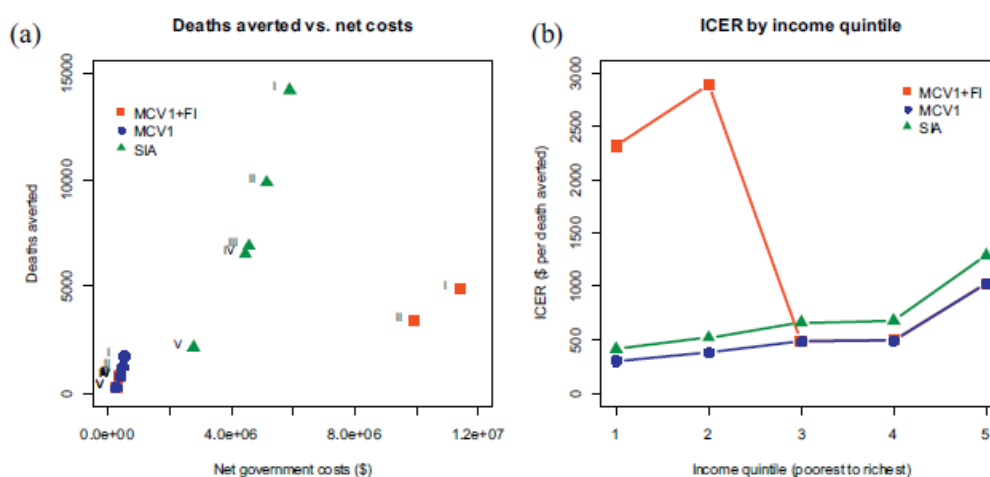 (a)
Deaths averted vs. net costs
15000
10000
5000
0
Deaths averted
MCV1+FI
MCV1
SIA
I
II
III
IV
V
I
II
I
II
V
0.0e+00 4.0e+06 8.0e+06 1.2e+07
Net government costs ($)
(b)
ICER by income quintile
3000
2500
2000
1500
1000
500
0
ICER ($ per death averted)
MCV1+FI
MCV1
SIA
1 2 3 4 5
Income quintile (poorest to richest)